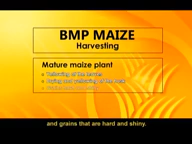 BMP MAIZE
Harvesting
Mature maize plant
Yellowing of the leaves
Drying and yellowing of the husk
and grains that are hard and shiny.